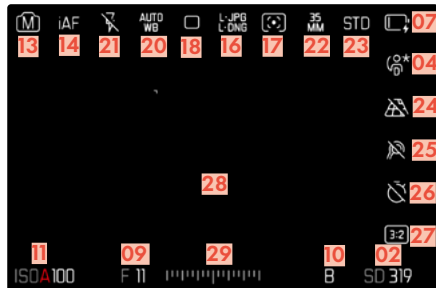 M iAF AUTO WB L-JPG L-DNG 35 MM STD 07
13 14 21 20 18 16 17 22 23
04
24
25
28
26
3:2 27
11 09 29 10 02
ISO A 100 F 11 B SD 319